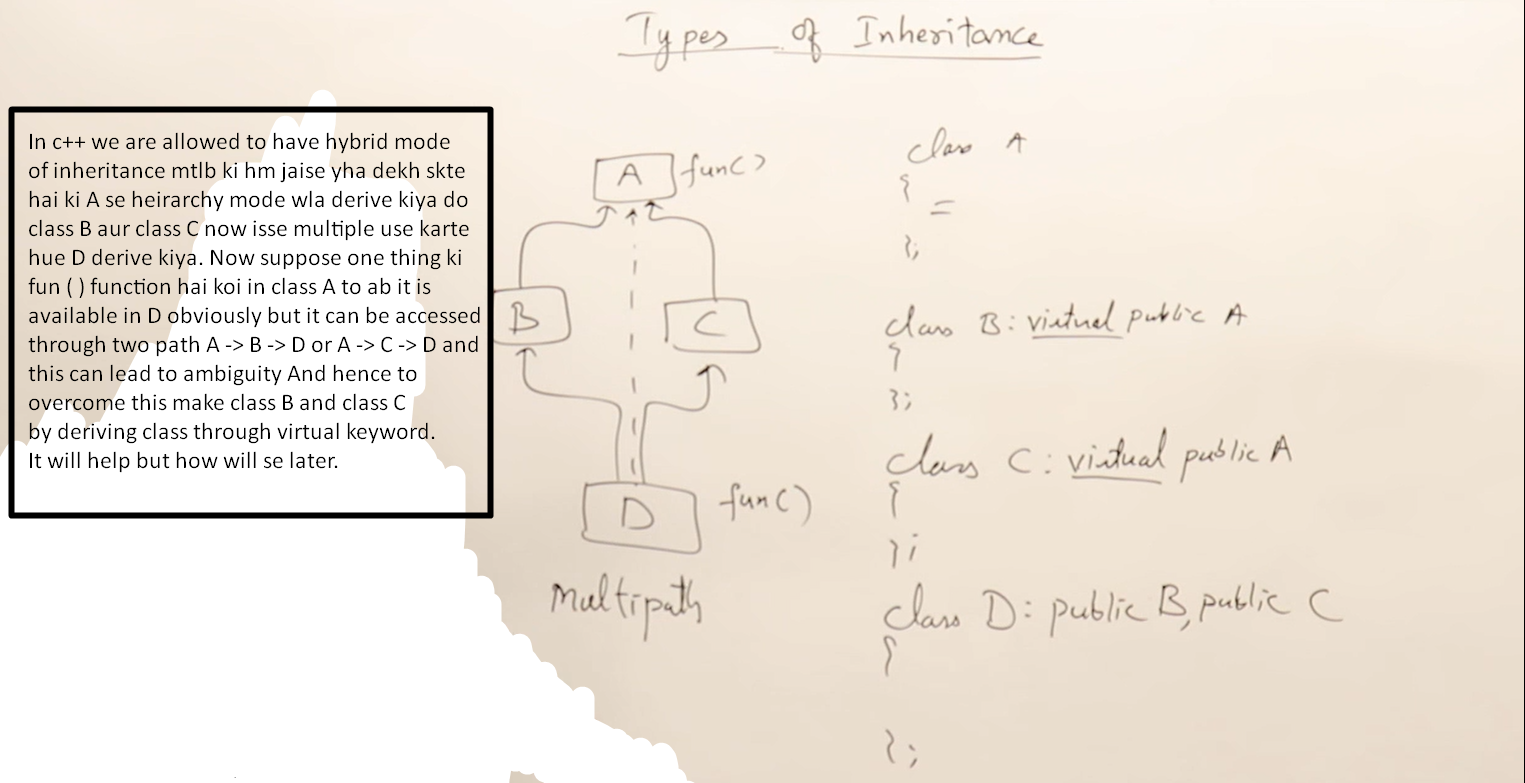 Types of Inheritance
In c++ we are allowed to have hybrid mode
of inheritance mtlb ki hm jaise yha dekh skte
hai ki A se heirarchy mode wla derive kiya do
class B aur class C now isse multiple use karte
hue D derive kiya. Now suppose one thing ki
fun ( ) function hai koi in class A to ab it is
available in D obviously but it can be accessed
through two path A -> B -> D or A -> C -> D and
this can lead to ambiguity And hence to
overcome this make class B and class C
by deriving class through virtual keyword.
It will help but how will se later.
A fun()
B C
D fun()
Multipath
class A
{
=
};
class B: virtual public A
{
};
class C: virtual public A
{
};
class D: public B, public C
{
};